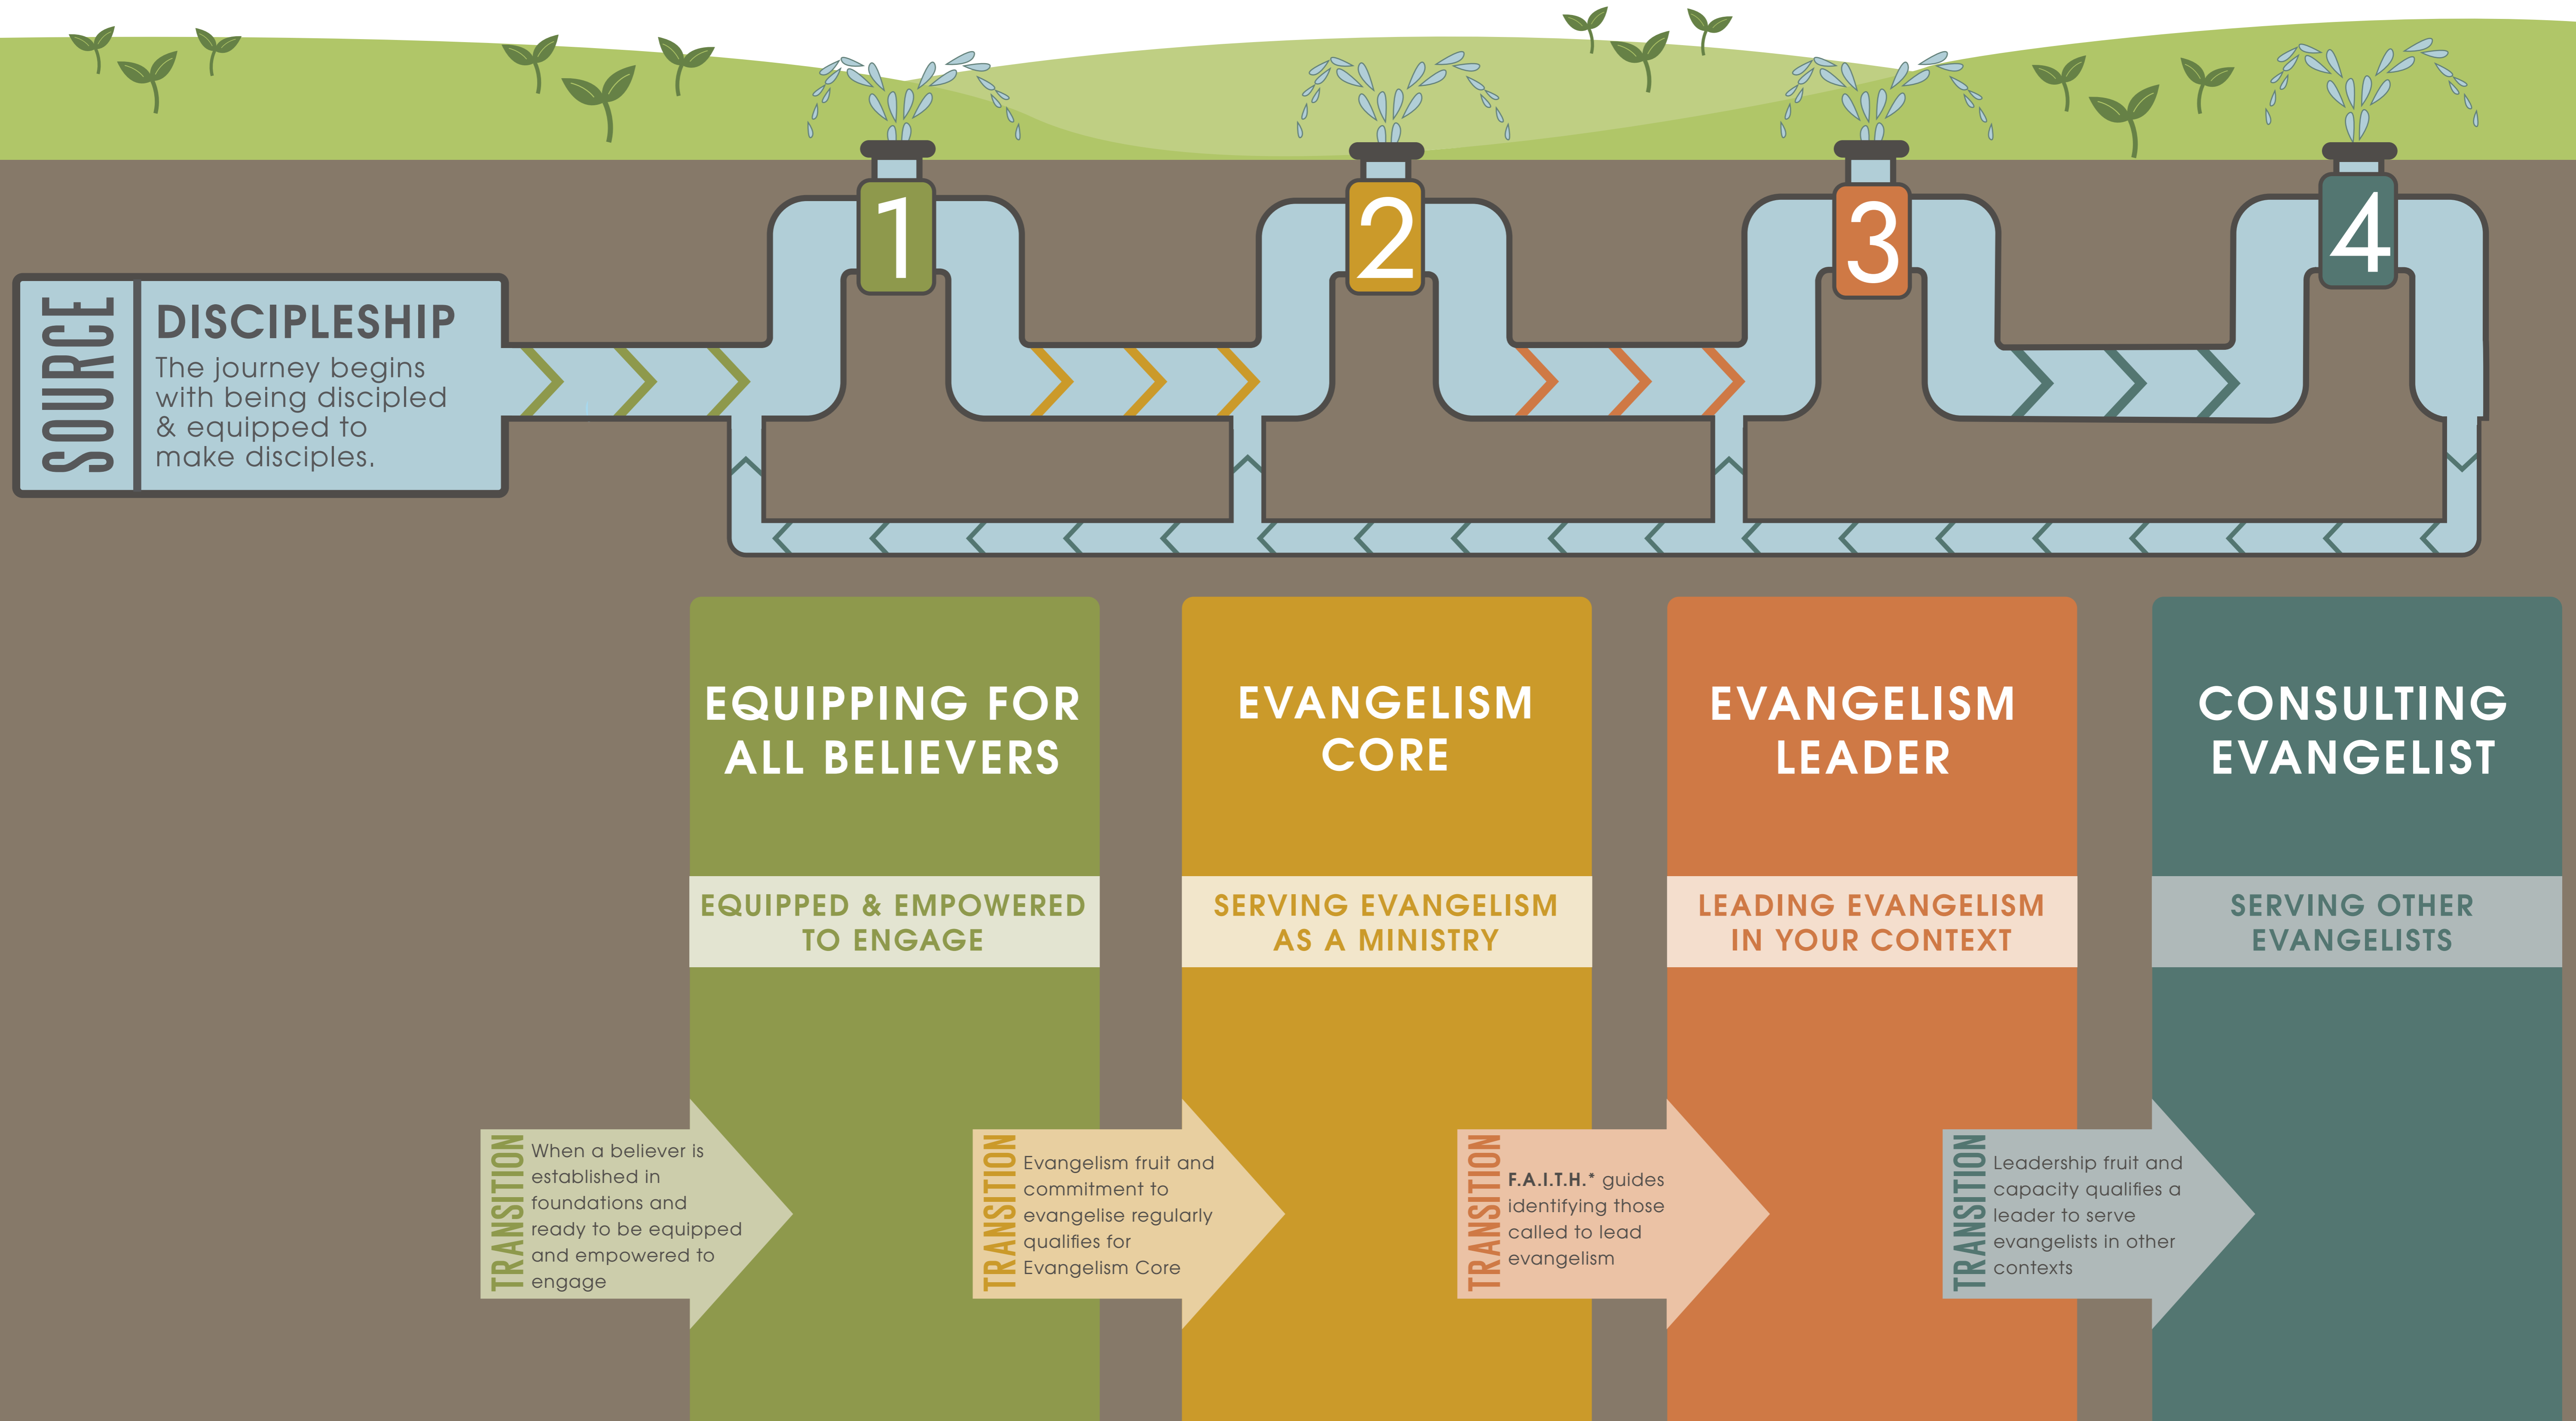 1
2
3
4
SOURCE
DISCIPLESHIP
The journey begins
with being discipled
& equipped to
make disciples.
EQUIPPING FOR
ALL BELIEVERS
EQUIPPED & EMPOWERED
TO ENGAGE
TRANSITION
When a believer is
established in
foundations and
ready to be equipped
and empowered to
engage
EVANGELISM
CORE
SERVING EVANGELISM
AS A MINISTRY
TRANSITION
Evangelism fruit and
commitment to
evangelise regularly
qualifies for
Evangelism Core
EVANGELISM
LEADER
LEADING EVANGELISM
IN YOUR CONTEXT
TRANSITION
F.A.I.T.H.* guides
identifying those
called to lead
evangelism
CONSULTING
EVANGELIST
SERVING OTHER
EVANGELISTS
TRANSITION
Leadership fruit and
capacity qualifies a
leader to serve
evangelists in other
contexts